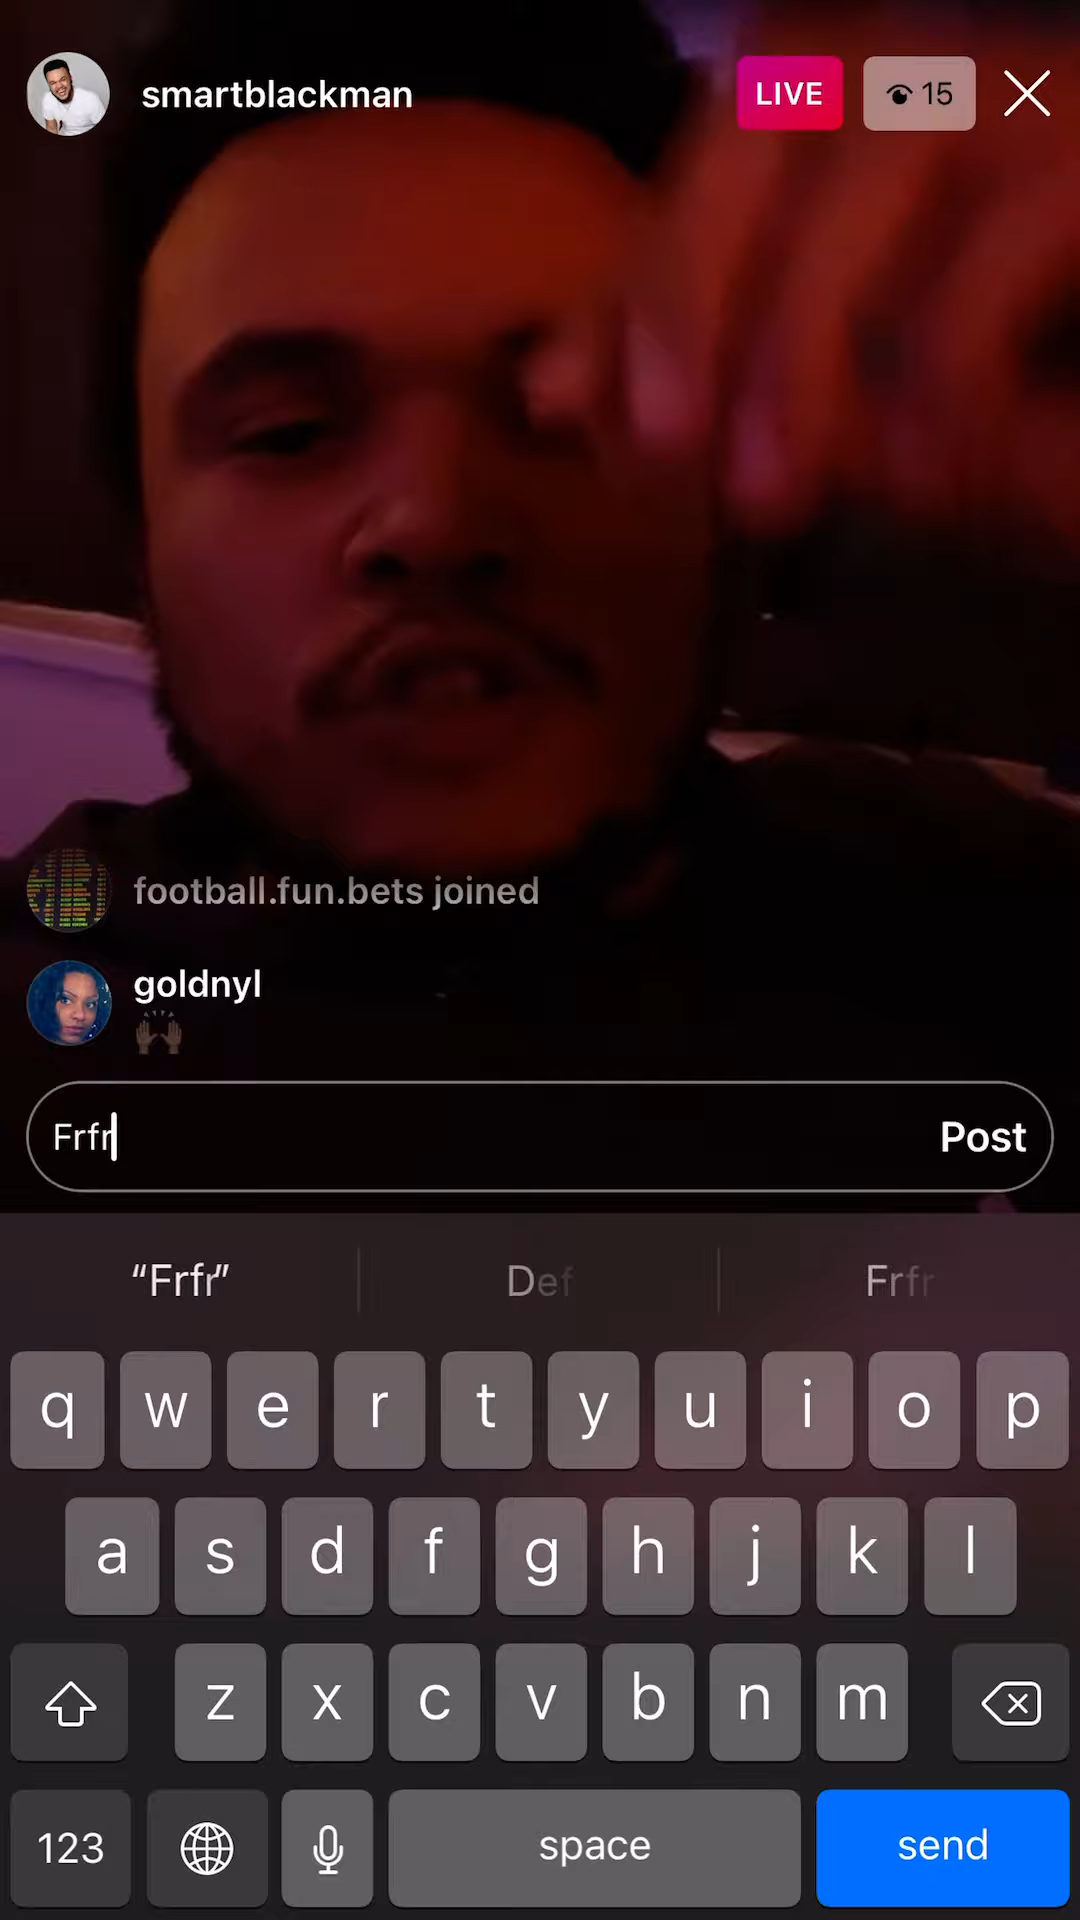 smartblackman
LIVE
15
football.fun.bets joined
goldnyl
Frfr
Post
“Frfr”
Def
Frfr
q w e r t y u i o p
a s d f g h j k l
z x c v b n m
123
space
send